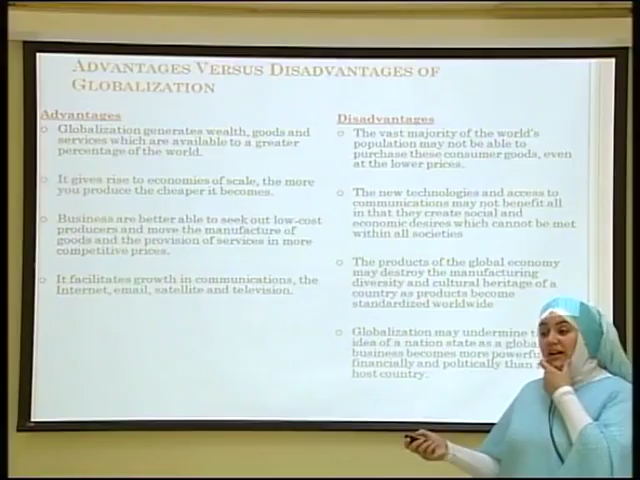 ADVANTAGES VERSUS DISADVANTAGES OF
GLOBALIZATION
Advantages
Globalization generates wealth, goods and
services which are available to a greater
percentage of the world.
It gives rise to economies of scale, the more
you produce the cheaper it becomes.
Business are better able to seek out low-cost
producers and move the manufacture of
goods and the provision of services in more
competitive prices.
It facilitates growth in communications, the
Internet, email, satellite and television.
Disadvantages
The vast majority of the world's
population may not be able to
purchase these consumer goods, even
at the lower prices.
The new technologies and access to
communications may not benefit all
in that they create social and
economic desires which cannot be met
within all societies
The products of the global economy
may destroy the manufacturing
diversity and cultural heritage of a
country as products become
standardized worldwide
Globalization may undermine
idea of a nation state as a
business becomes more
financially and politically than
host country.